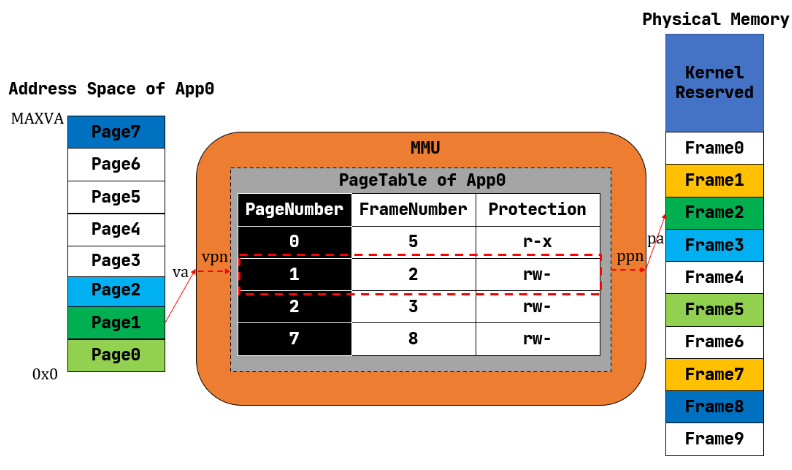 Physical Memory
Kernel
Reserved
Address Space of App0
MAXVA
Page7
Page6
Page5
Page4
Page3
Page2
Page1
Page0
0x0
va
vpn
MMU
PageTable of App0
PageNumber FrameNumber Protection
0 5 r-x
1 2 rw-
2 3 rw-
7 8 rw-
ppn
pa
Frame0
Frame1
Frame2
Frame3
Frame4
Frame5
Frame6
Frame7
Frame8
Frame9